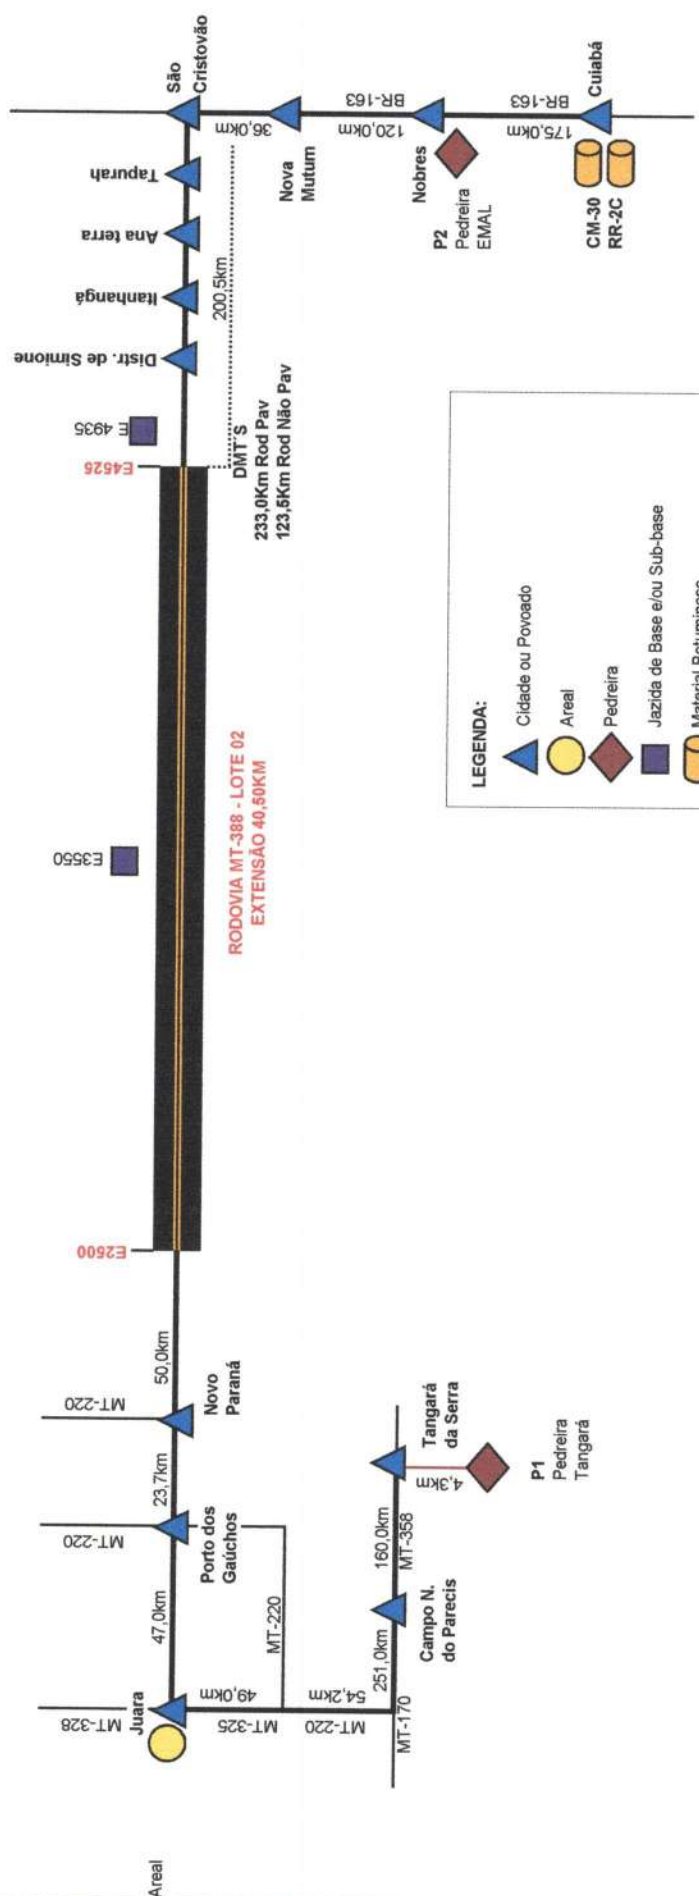 São
Cristovão
Tapurah
Ana terra
Itanhangá
Distr. de Simione
E 4935
E4525
200,5km
DMT´S
233,0Km Rod Pav
123,5Km Rod Não Pav
36,0km
Nova
Mutum
BR-163
120,0km
Nobres
P2
Pedreira
EMAL
BR-163
175,0km
Cuiabá
CM-30
RR-2C
E3550
RODOVIA MT-388 - LOTE 02
EXTENSÃO 40,50KM
E2500
50,0km
MT-220
Novo
Paraná
23,7km
MT-220
Porto dos
Gaúchos
47,0km
MT-328
Juara
Areal
49,0km
MT-325
MT-220
54,2km
MT-220
MT-170
251,0km
Campo N.
do Parecis
160,0km
MT-358
Tangará
da Serra
4,3km
P1
Pedreira
Tangará
LEGENDA:
Cidade ou Povoado
Areal
Pedreira
Jazida de Base e/ou Sub-base
Material Betuminoso